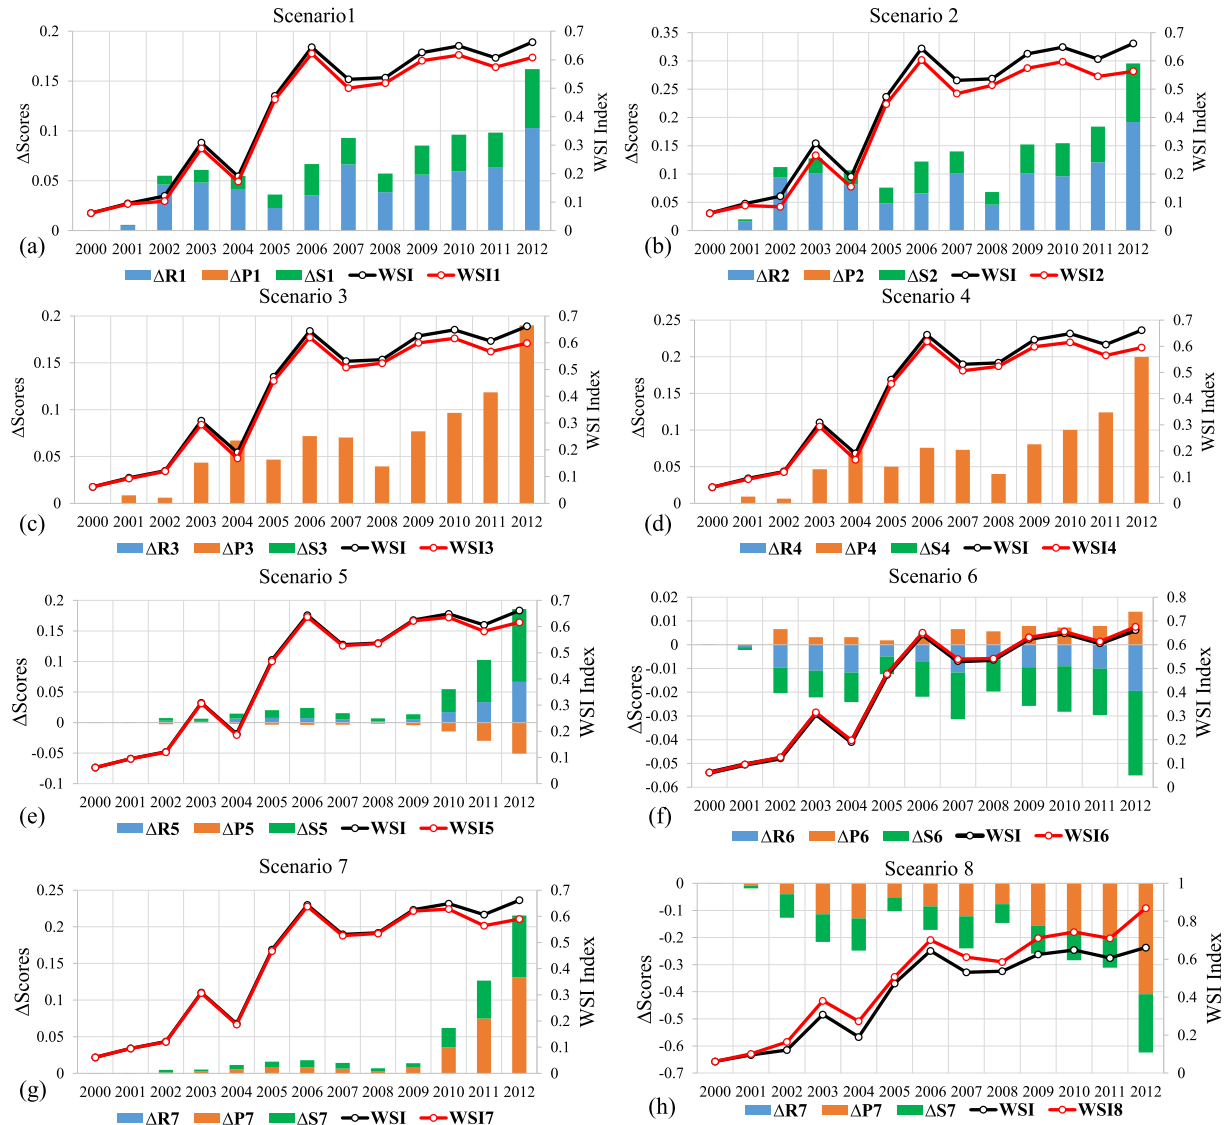 Scenario1
0.2
0.15
0.1
0.05
0
ΔScores
0.7
0.6
0.5
0.4
0.3
0.2
0.1
0
WSI Index
(a)
2000 2001 2002 2003 2004 2005 2006 2007 2008 2009 2010 2011 2012
ΔR1 ΔP1 ΔS1 WSI WSI1
Scenario 2
0.35
0.3
0.25
0.2
0.15
0.1
0.05
0
ΔScores
0.7
0.6
0.5
0.4
0.3
0.2
0.1
0
WSI Index
(b)
2000 2001 2002 2003 2004 2005 2006 2007 2008 2009 2010 2011 2012
ΔR2 ΔP2 ΔS2 WSI WSI2
Scenario 3
0.2
0.15
0.1
0.05
0
ΔScores
0.7
0.6
0.5
0.4
0.3
0.2
0.1
0
WSI Index
(c)
2000 2001 2002 2003 2004 2005 2006 2007 2008 2009 2010 2011 2012
ΔR3 ΔP3 ΔS3 WSI WSI3
Scenario 4
0.25
0.2
0.15
0.1
0.05
0
ΔScores
0.7
0.6
0.5
0.4
0.3
0.2
0.1
0
WSI Index
(d)
2000 2001 2002 2003 2004 2005 2006 2007 2008 2009 2010 2011 2012
ΔR4 ΔP4 ΔS4 WSI WSI4
Scenario 5
0.2
0.15
0.1
0.05
0
-0.05
-0.1
ΔScores
0.7
0.6
0.5
0.4
0.3
0.2
0.1
0
WSI Index
(e)
2000 2001 2002 2003 2004 2005 2006 2007 2008 2009 2010 2011 2012
ΔR5 ΔP5 ΔS5 WSI WSI5
Scenario 6
0.02
0.01
0
-0.01
-0.02
-0.03
-0.04
-0.05
-0.06
ΔScores
0.8
0.7
0.6
0.5
0.4
0.3
0.2
0.1
0
WSI Index
(f)
2000 2001 2002 2003 2004 2005 2006 2007 2008 2009 2010 2011 2012
ΔR6 ΔP6 ΔS6 WSI WSI6
Scenario 7
0.25
0.2
0.15
0.1
0.05
0
ΔScores
0.7
0.6
0.5
0.4
0.3
0.2
0.1
0
WSI Index
(g)
2000 2001 2002 2003 2004 2005 2006 2007 2008 2009 2010 2011 2012
ΔR7 ΔP7 ΔS7 WSI WSI7
Sceanrio 8
0
-0.1
-0.2
-0.3
-0.4
-0.5
-0.6
-0.7
ΔScores
1
0.8
0.6
0.4
0.2
0
WSI Index
(h)
2000 2001 2002 2003 2004 2005 2006 2007 2008 2009 2010 2011 2012
ΔR7 ΔP7 ΔS7 WSI WSI8